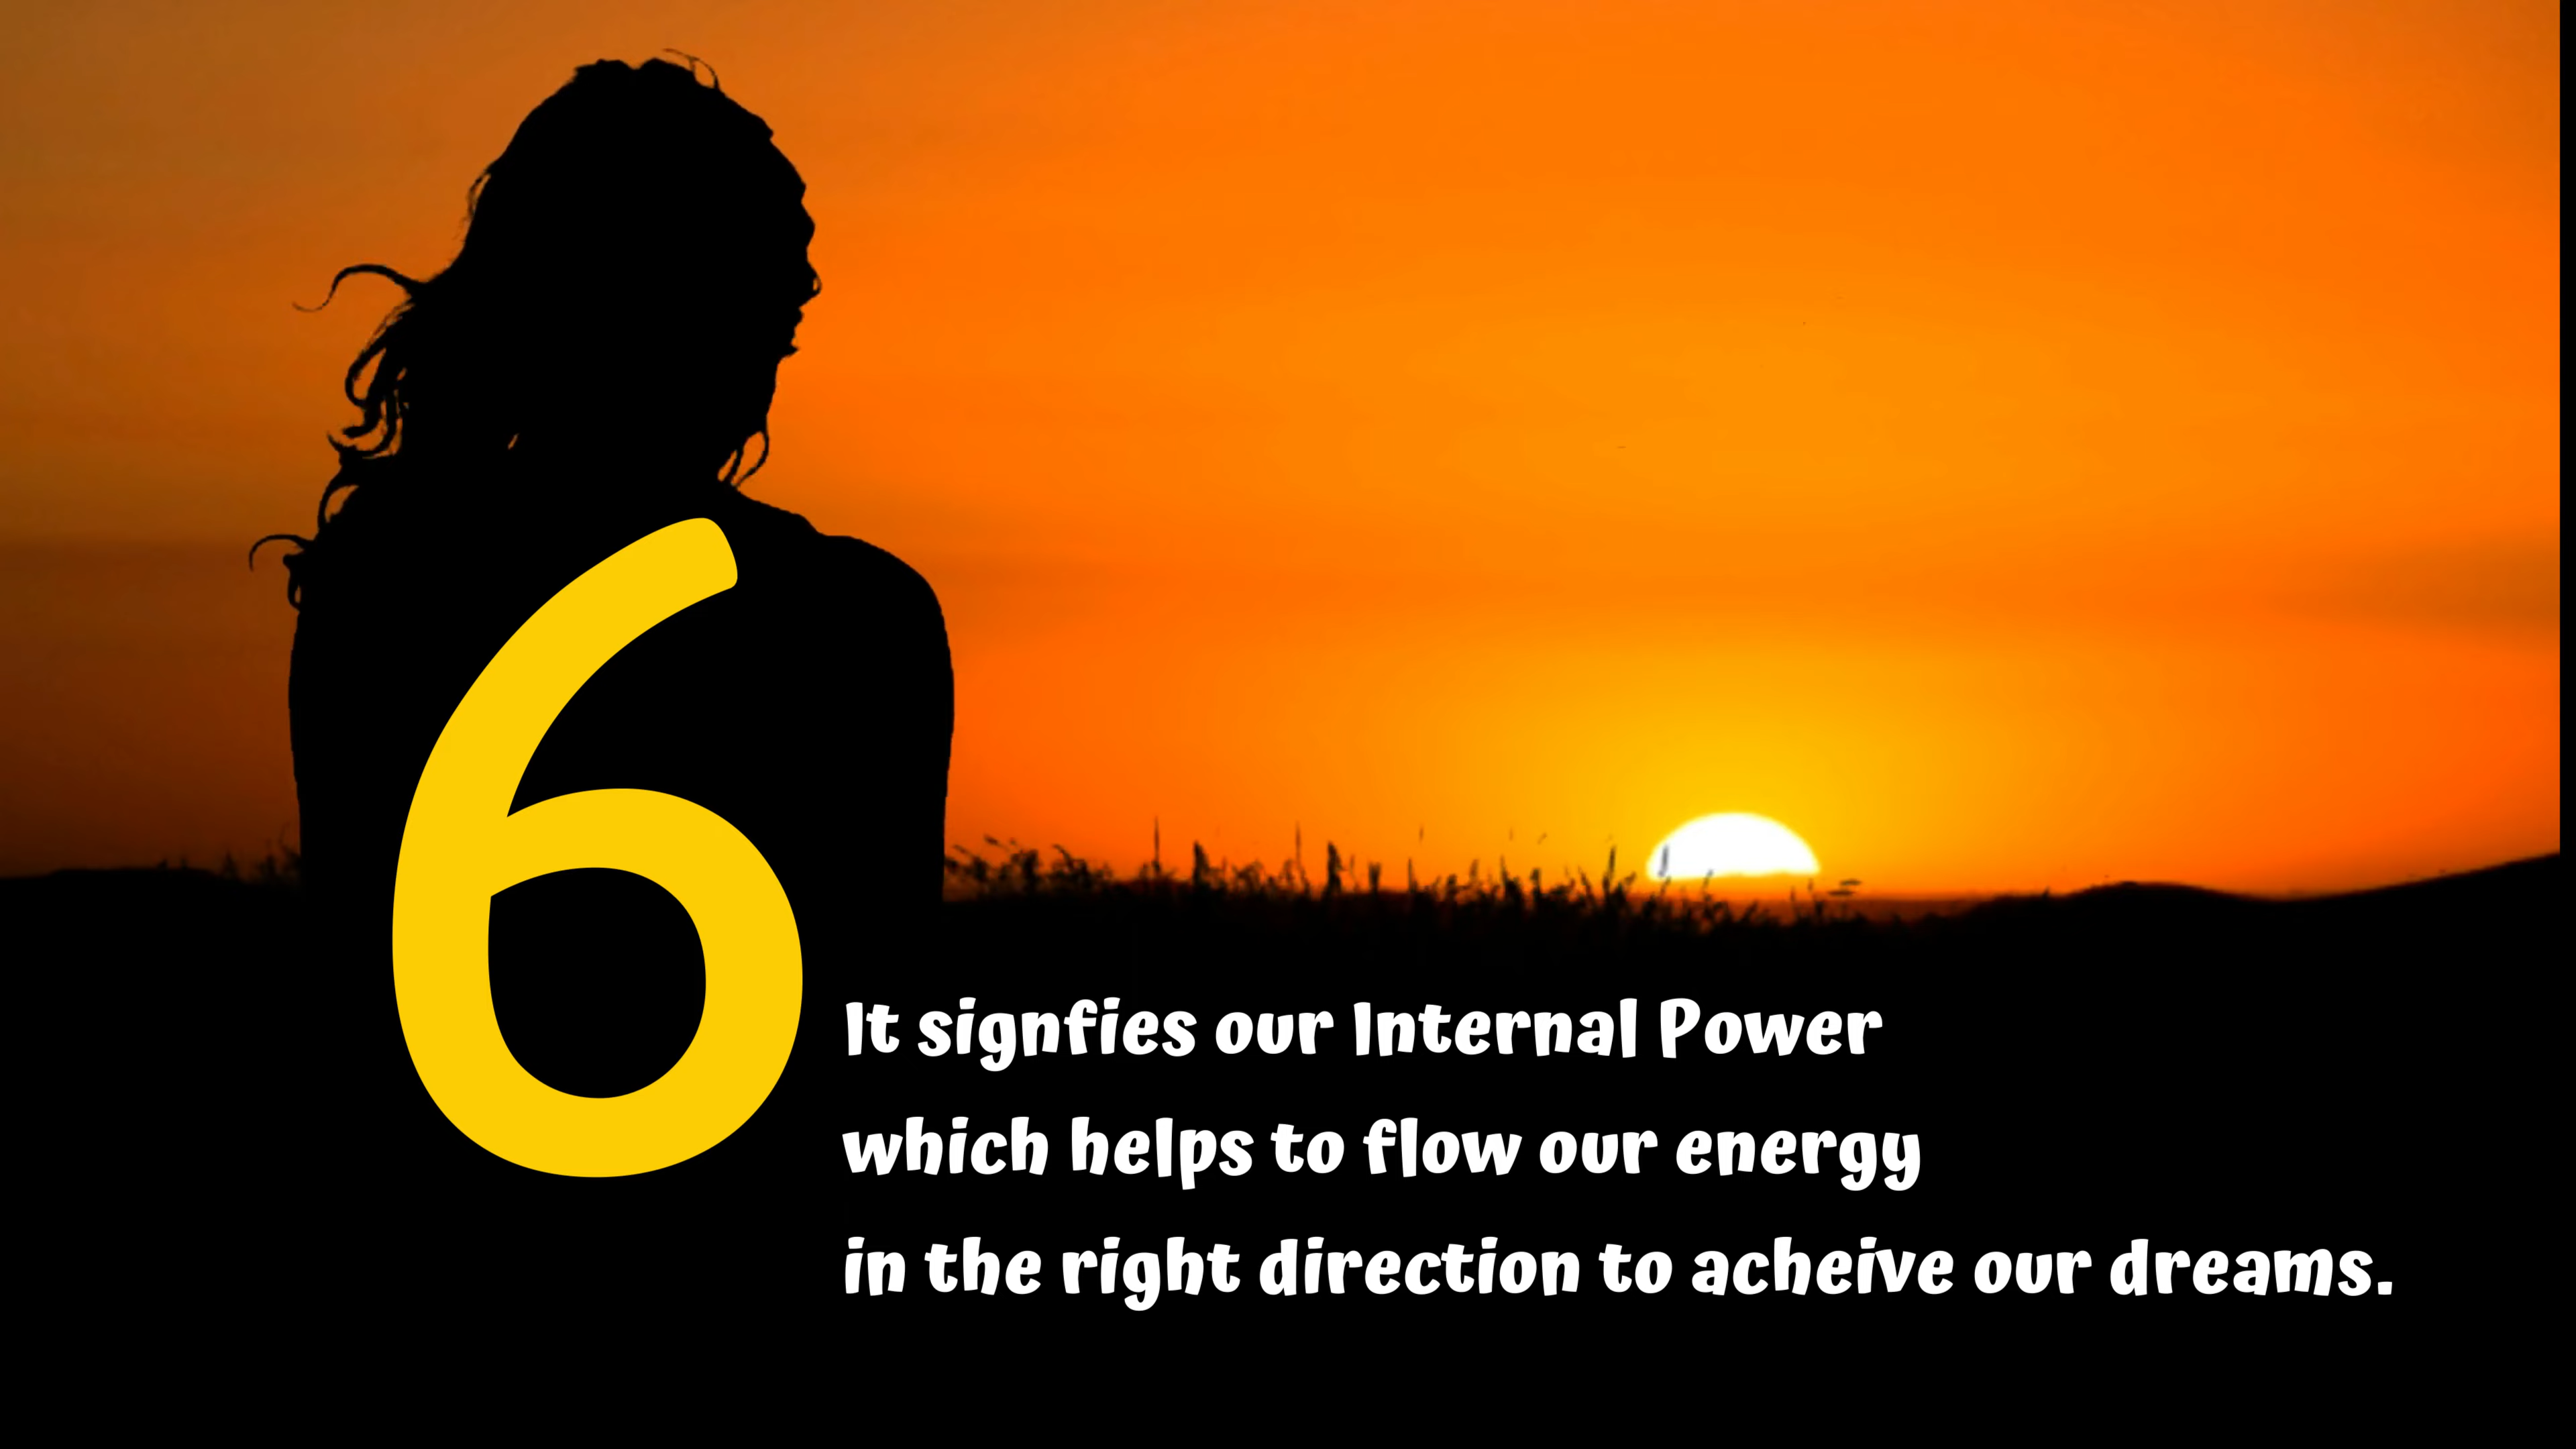 6
It signfies our Internal Power
which helps to flow our energy
in the right direction to acheive our dreams.